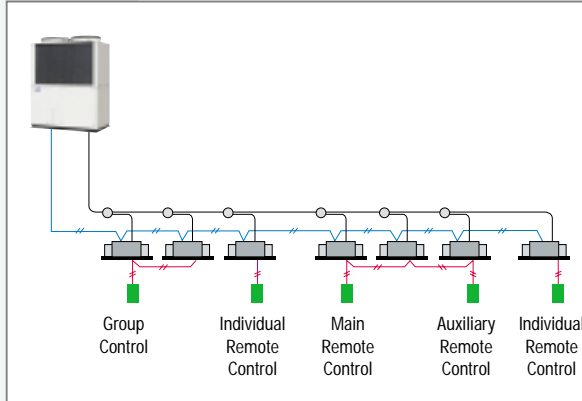 Group
Control
Individual
Remote
Control
Main
Remote
Control
Auxiliary
Remote
Control
Individual
Remote
Control